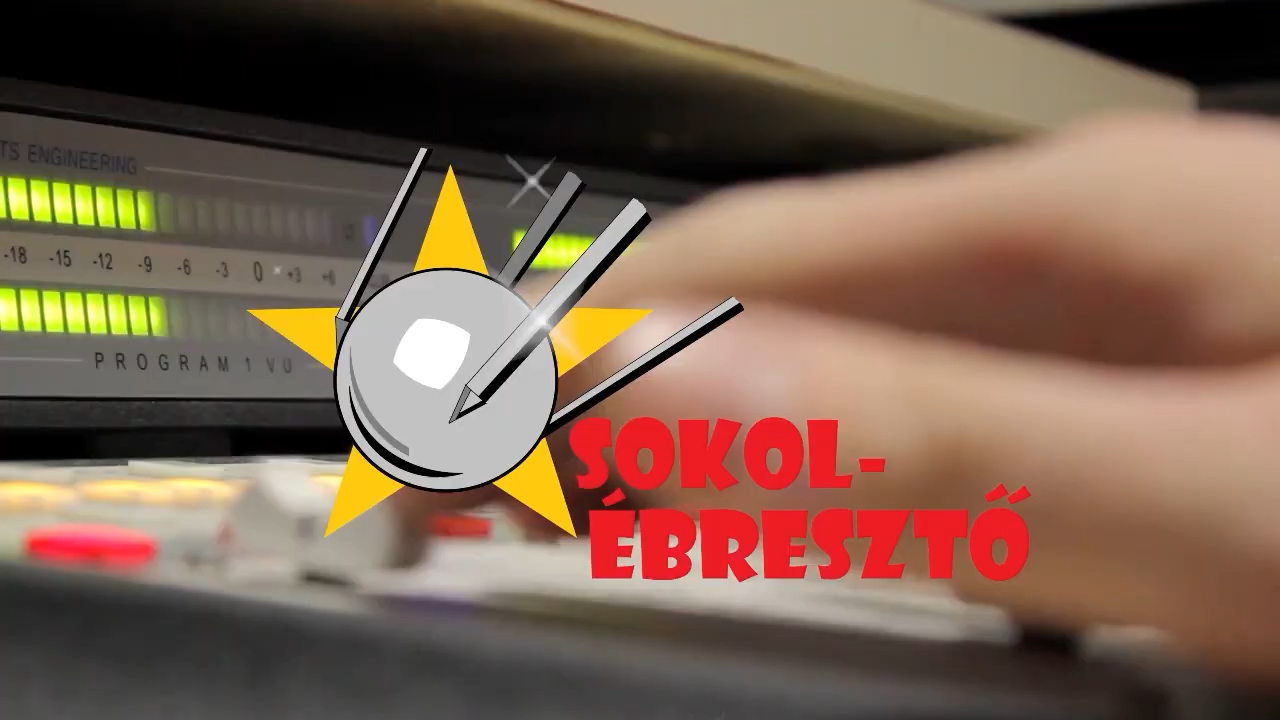 TS ENGINEERING
-18 -15 -12 -9 -6 -3 0 +3 +6
PROGRAM 1 VU
SOKOL-
ÉBRESZTŐ